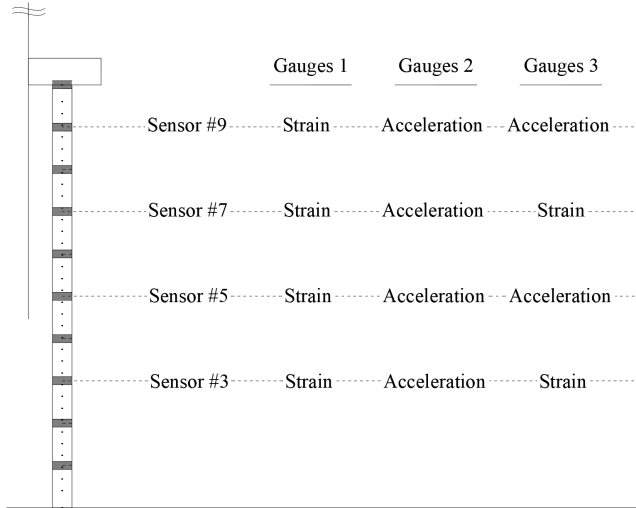 Gauges 1 Gauges 2 Gauges 3
Sensor #9 Strain Acceleration Acceleration
Sensor #7 Strain Acceleration Strain
Sensor #5 Strain Acceleration Acceleration
Sensor #3 Strain Acceleration Strain